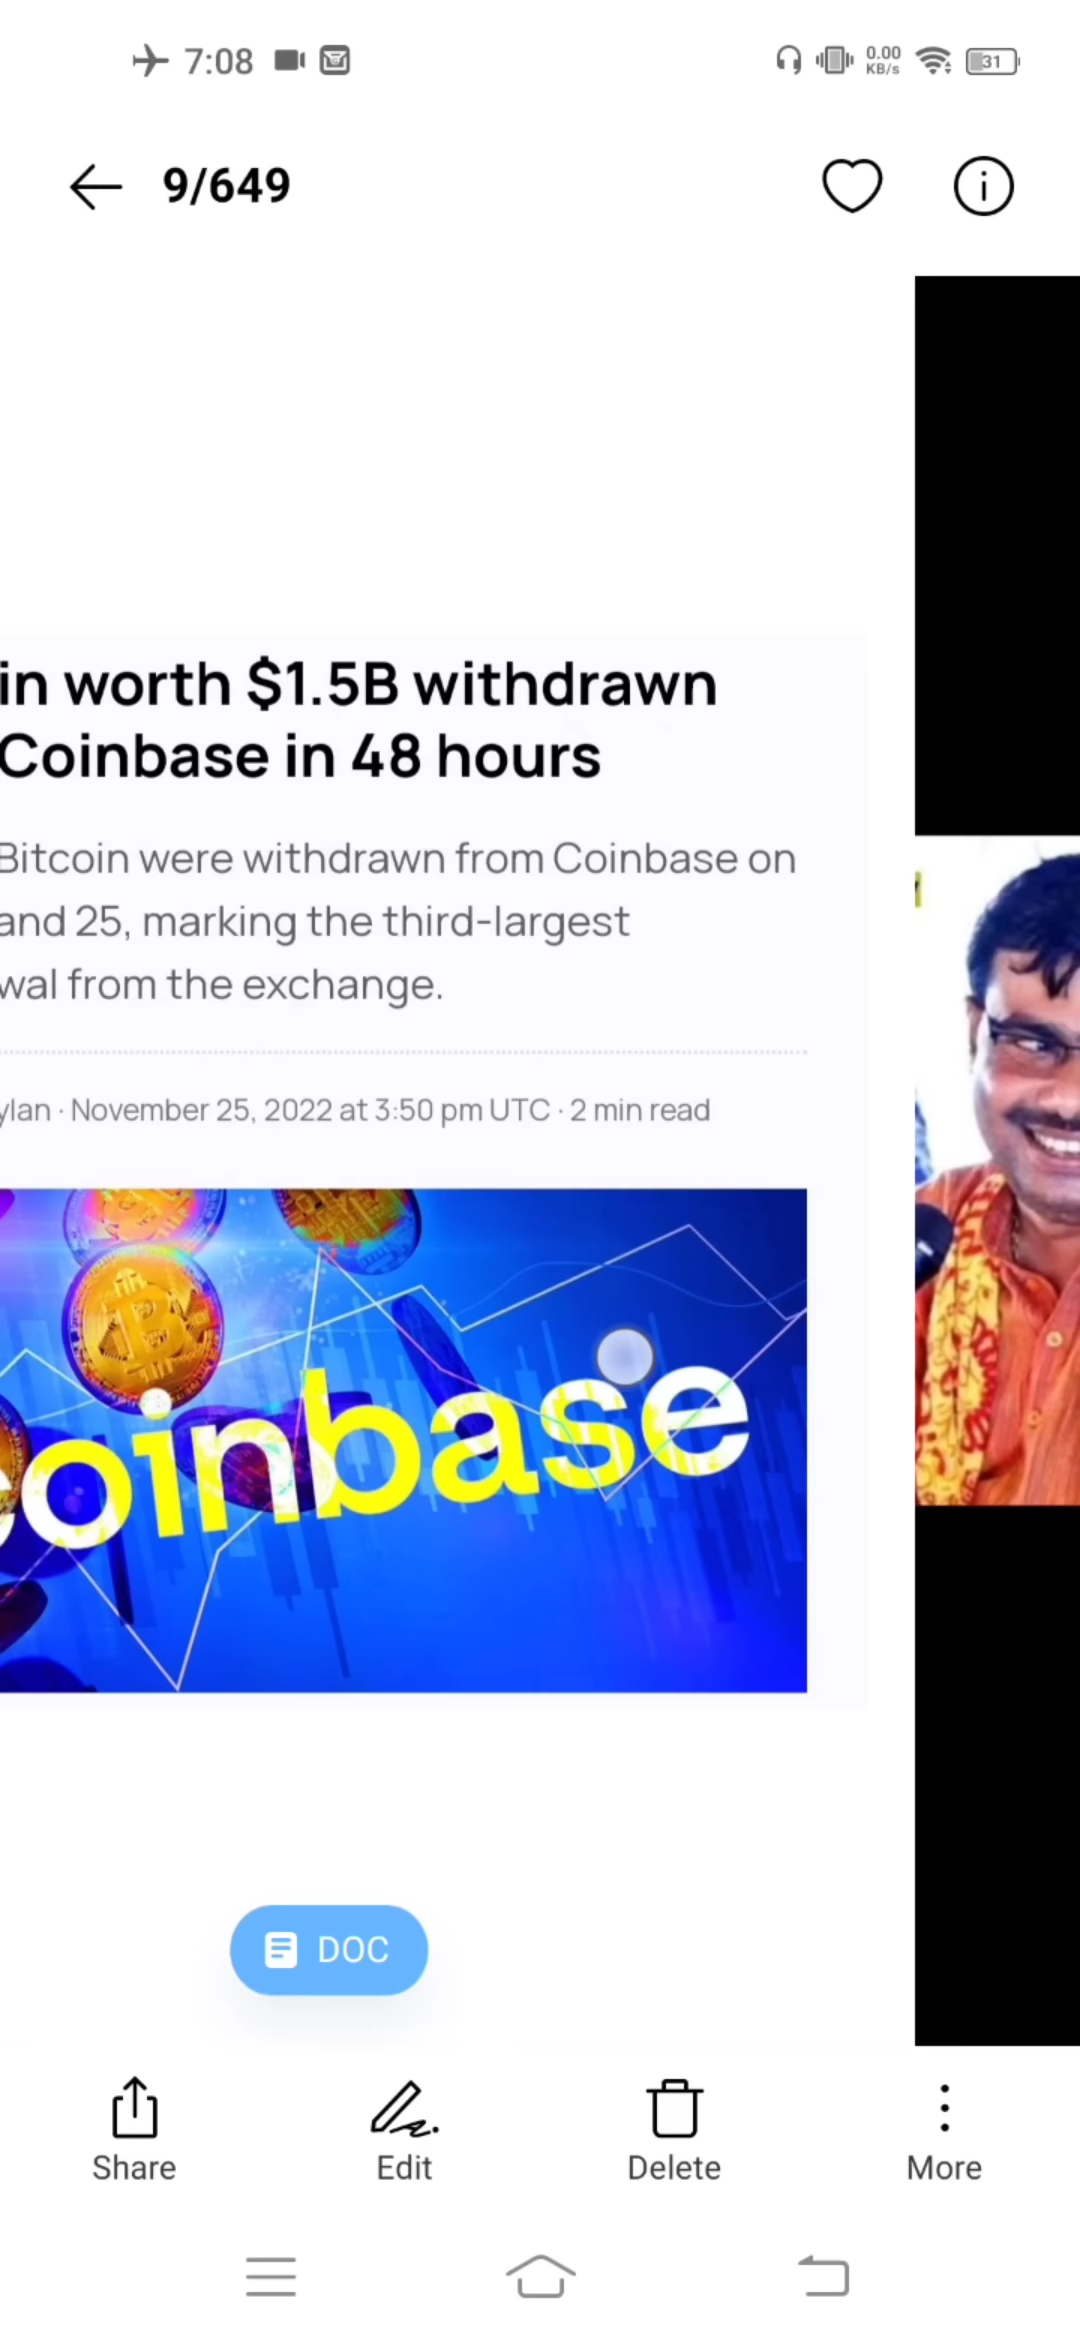 7:08
0.00
KB/s
31
9/649
in worth $1.5B withdrawn
Coinbase in 48 hours
Bitcoin were withdrawn from Coinbase on
and 25, marking the third-largest
wal from the exchange.
ylan · November 25, 2022 at 3:50 pm UTC · 2 min read
coinbase
DOC
Share
Edit
Delete
More